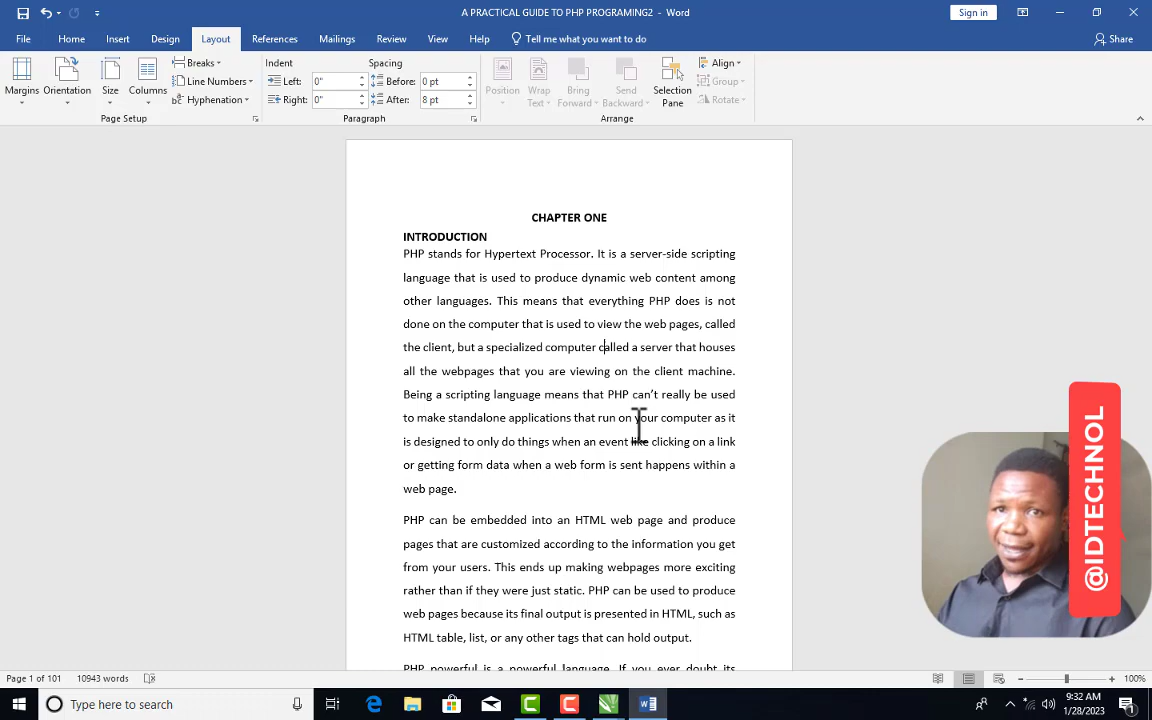 A PRACTICAL GUIDE TO PHP PROGRAMING2 - Word
Sign in
File Home Insert Design Layout References Mailings Review View Help Tell me what you want to do Share
Margins Orientation Size Columns
Breaks
Line Numbers
Hyphenation
Page Setup
Indent Spacing
Left: 0" Before: 0 pt
Right: 0" After: 8 pt
Paragraph
Position Wrap Text Bring Forward Send Backward Selection Pane
Align
Group
Rotate
Arrange
CHAPTER ONE
INTRODUCTION
PHP stands for Hypertext Processor. It is a server-side scripting
language that is used to produce dynamic web content among
other languages. This means that everything PHP does is not
done on the computer that is used to view the web pages, called
the client, but a specialized computer called a server that houses
all the webpages that you are viewing on the client machine.
Being a scripting language means that PHP can’t really be used
to make standalone applications that run on your computer as it
is designed to only do things when an event like clicking on a link
or getting form data when a web form is sent happens within a
web page.
PHP can be embedded into an HTML web page and produce
pages that are customized according to the information you get
from your users. This ends up making webpages more exciting
rather than if they were just static. PHP can be used to produce
web pages because its final output is presented in HTML, such as
HTML table, list, or any other tags that can hold output.
PHP powerful is a powerful language. If you ever doubt its
@IDTECHNOL
Page 1 of 101 10943 words 100%
Type here to search
9:32 AM
1/28/2023